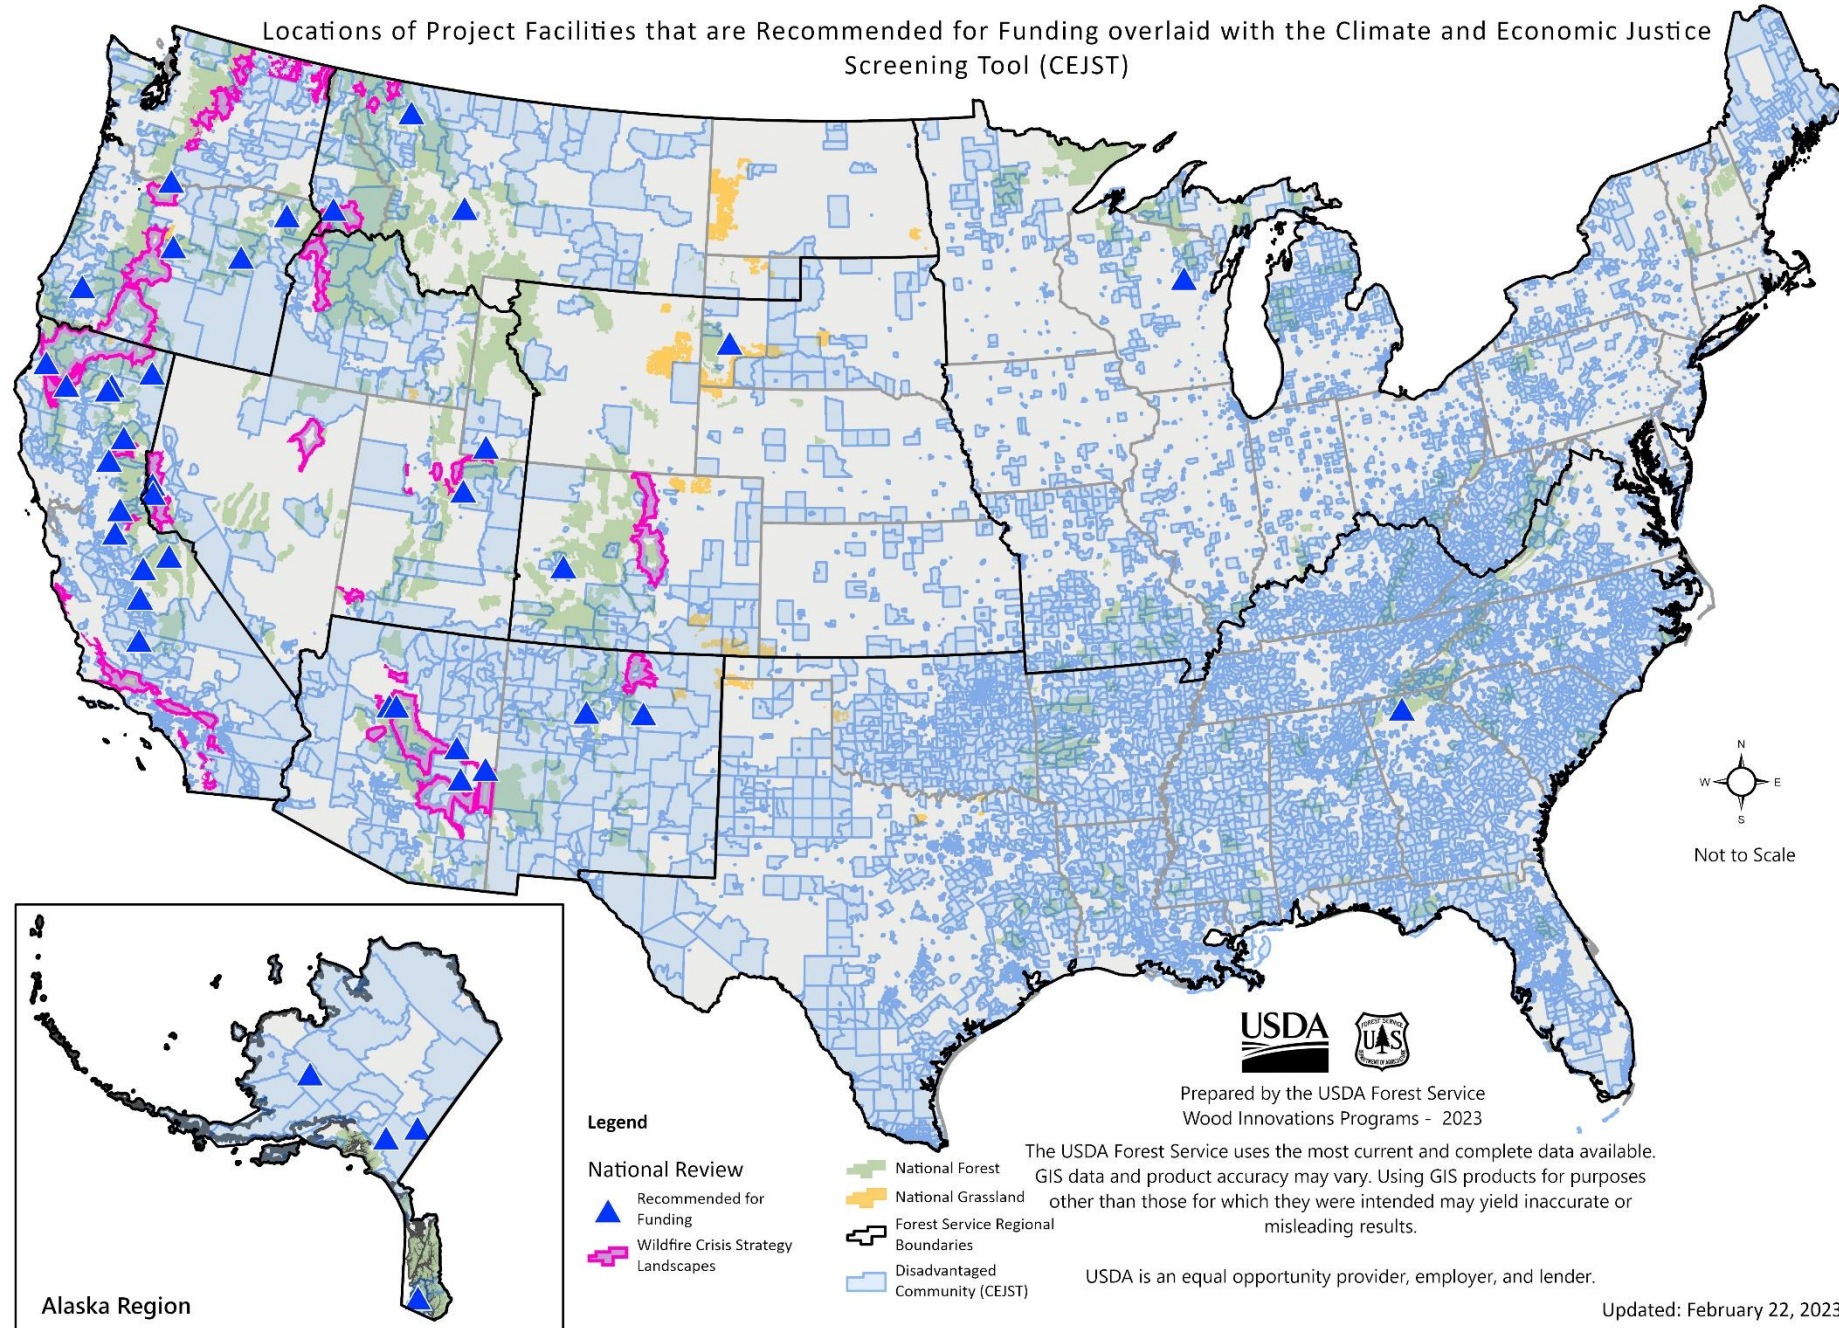 Locations of Project Facilities that are Recommended for Funding overlaid with the Climate and Economic Justice
Screening Tool (CEJST)
N
W
E
S
Not to Scale
USDA
FOREST SERVICE
U S
DEPARTMENT OF AGRICULTURE
Prepared by the USDA Forest Service
Wood Innovations Programs - 2023
The USDA Forest Service uses the most current and complete data available.
GIS data and product accuracy may vary. Using GIS products for purposes
other than those for which they were intended may yield inaccurate or
misleading results.
USDA is an equal opportunity provider, employer, and lender.
Updated: February 22, 2023
Legend
National Review
Recommended for
Funding
Wildfire Crisis Strategy
Landscapes
National Forest
National Grassland
Forest Service Regional
Boundaries
Disadvantaged
Community (CEJST)
Alaska Region